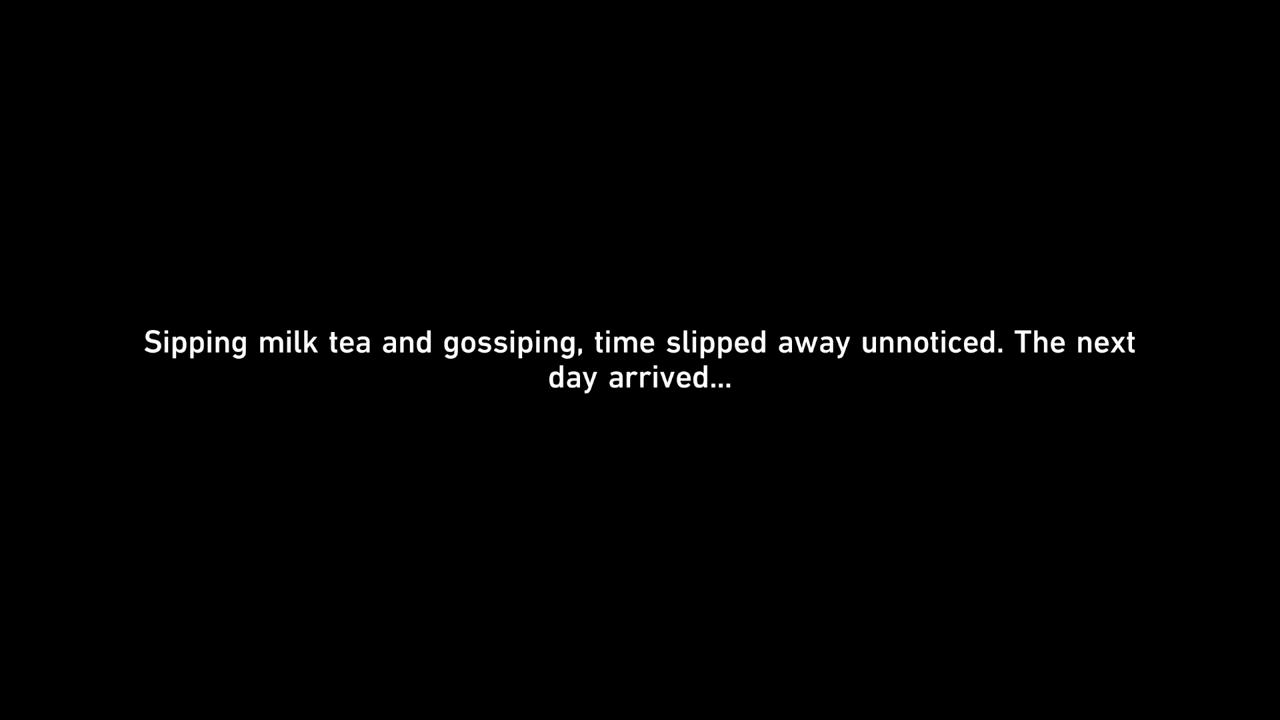 Sipping milk tea and gossiping, time slipped away unnoticed. The next
day arrived...